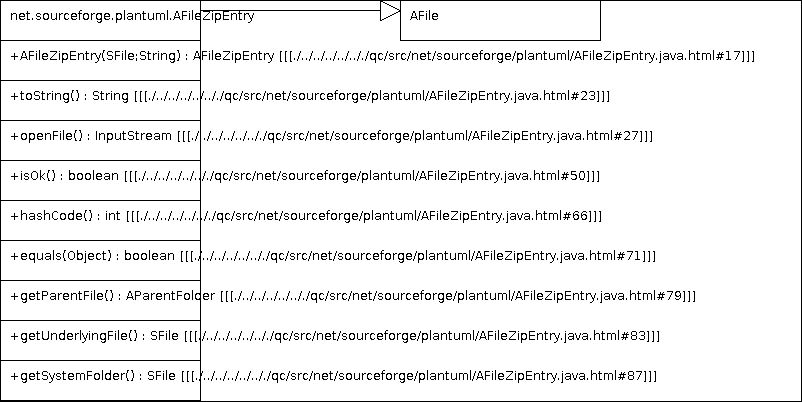 net.sourceforge.plantuml.AFileZipEntry
AFile
+AFileZipEntry(SFile;String) : AFileZipEntry [[[./../../../../../qc/src/net/sourceforge/plantuml/AFileZipEntry.java.html#17]]]
+toString() : String [[[./../../../../../qc/src/net/sourceforge/plantuml/AFileZipEntry.java.html#23]]]
+openFile() : InputStream [[[./../../../../../qc/src/net/sourceforge/plantuml/AFileZipEntry.java.html#27]]]
+isOk() : boolean [[[./../../../../../qc/src/net/sourceforge/plantuml/AFileZipEntry.java.html#50]]]
+hashCode() : int [[[./../../../../../qc/src/net/sourceforge/plantuml/AFileZipEntry.java.html#66]]]
+equals(Object) : boolean [[[./../../../../../qc/src/net/sourceforge/plantuml/AFileZipEntry.java.html#71]]]
+getParentFile() : AParentFolder [[[./../../../../../qc/src/net/sourceforge/plantuml/AFileZipEntry.java.html#79]]]
+getUnderlyingFile() : SFile [[[./../../../../../qc/src/net/sourceforge/plantuml/AFileZipEntry.java.html#83]]]
+getSystemFolder() : SFile [[[./../../../../../qc/src/net/sourceforge/plantuml/AFileZipEntry.java.html#87]]]